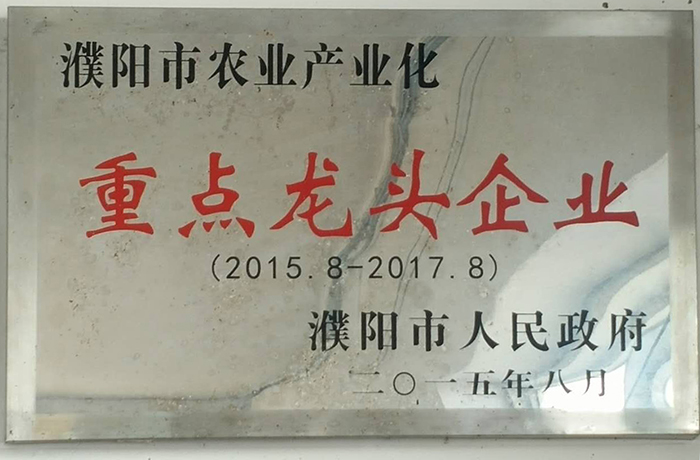 濮阳市农业产业化
重点龙头企业
(2015.8-2017.8)
濮阳市人民政府
二〇一五年八月